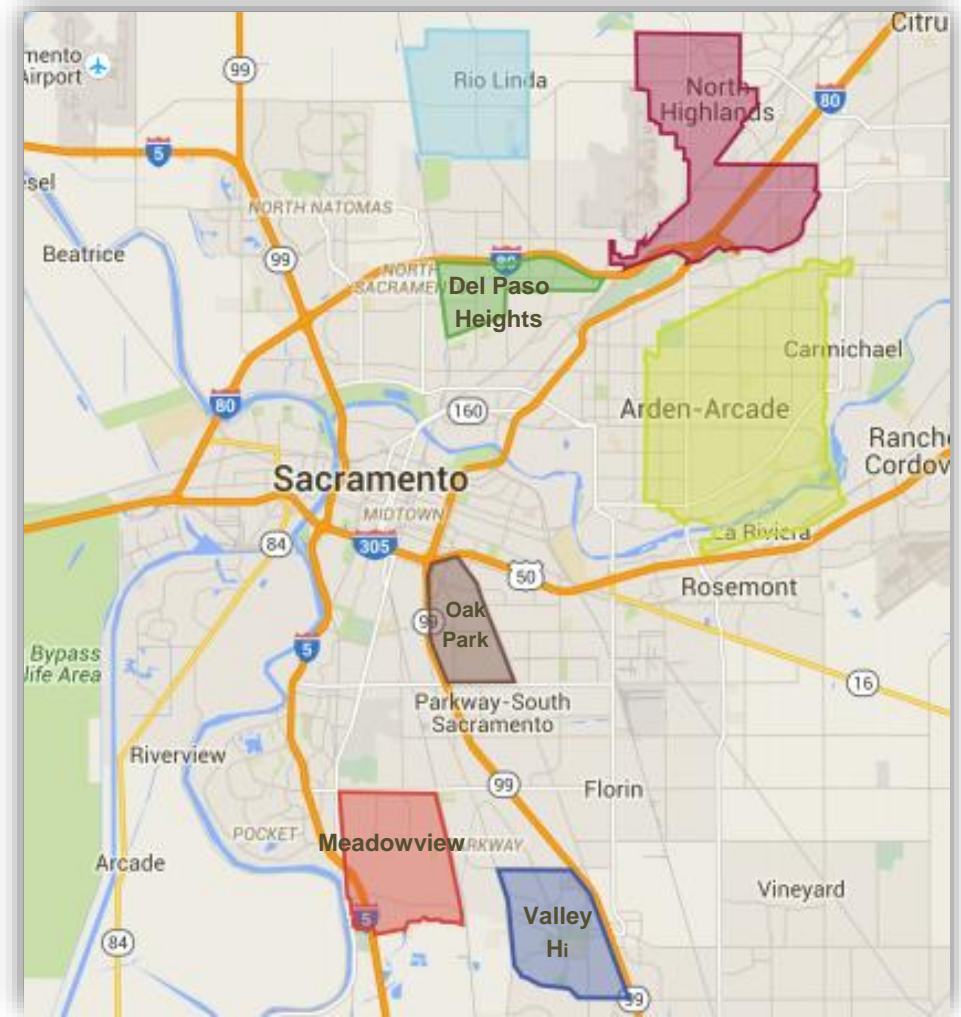 Citru
mento
Airport
99
Rio Linda
North
Highlands
80
5
sel
NORTH NATOMAS
Beatrice
99
80
NORTH
SACRAMEN
Del Paso
Heights
Carmichael
80
160
Arden-Arcade
Ranch
Cordov
Sacramento
MIDTOWN
84
305
La Riviera
50
Rosemont
Oak
Park
99
5
Bypass
life Area
16
Parkway-South
Sacramento
Riverview
99
Florin
POCKET
Meadowview
RKWAY
Arcade
Vineyard
5
Valley
Hi
84
99